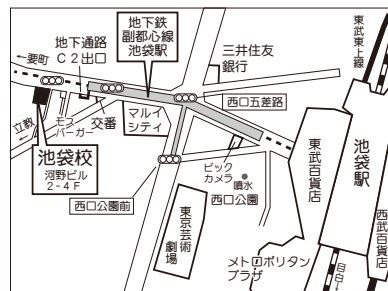 ←要町
地下通路
C2出口
地下鉄
副都心線
池袋駅
三井住友
銀行
東武東上線
西口五差路
立教
モス
バーガー
交番
マルイ
シティ
池袋校
河野ビル
2-4F
西口公園前
ビック
カメラ
噴水
西口公園
東京芸術
劇場
東武百貨店
池袋駅
西武百貨店
メトロポリタン
プラザ
目白→